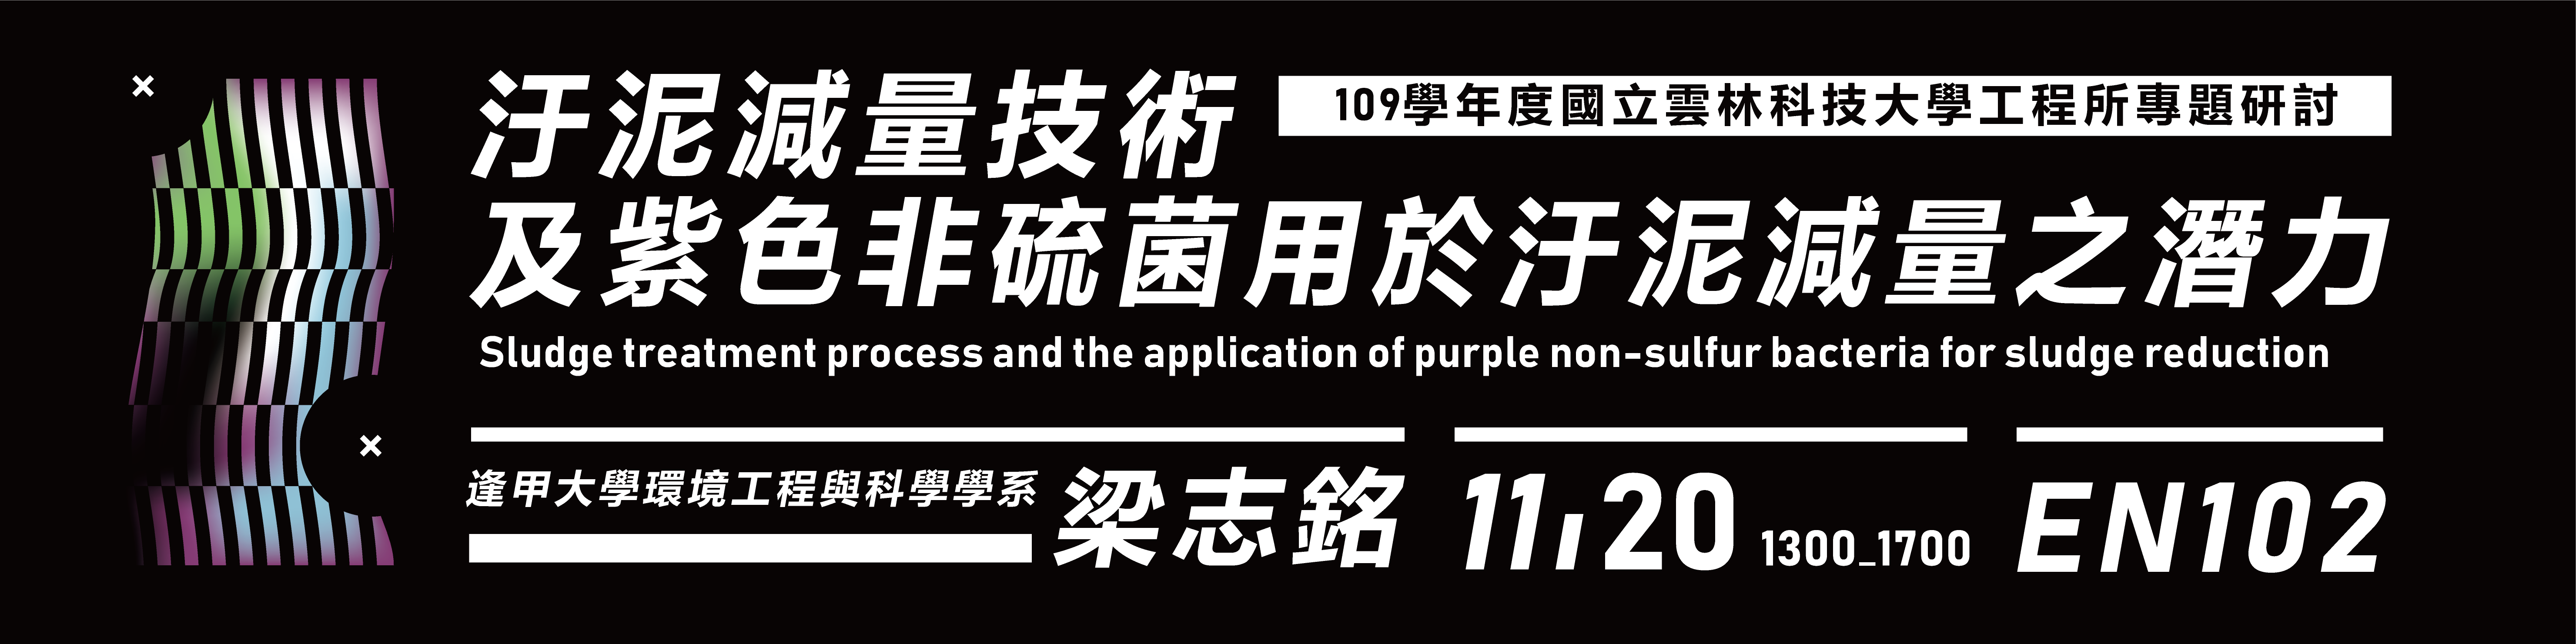 汙泥減量技術
109學年度國立雲林科技大學工程所專題研討
及紫色非硫菌用於汙泥減量之潛力
Sludge treatment process and the application of purple non-sulfur bacteria for sludge reduction
逢甲大學環境工程與科學學系 梁志銘
11/20 1300_1700
EN102